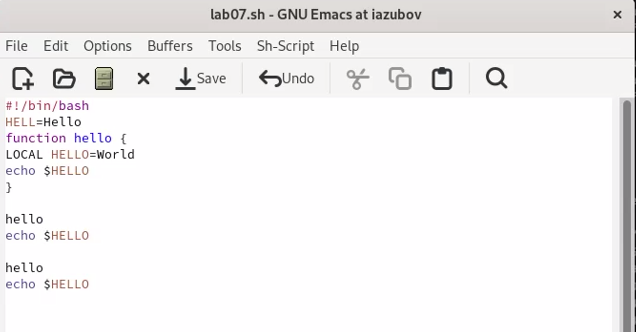 lab07.sh - GNU Emacs at iazubov
File Edit Options Buffers Tools Sh-Script Help
Save Undo
#!/bin/bash
HELL=Hello
function hello {
LOCAL HELLO=World
echo $HELLO
}
hello
echo $HELLO
hello
echo $HELLO